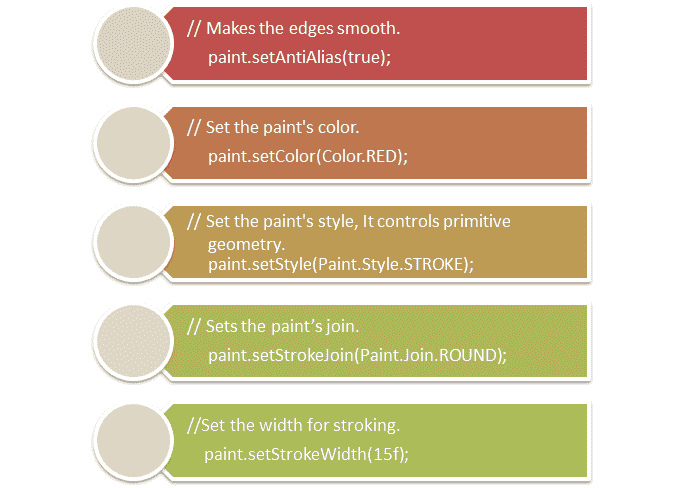 // Makes the edges smooth.
paint.setAntiAlias(true);
// Set the paint's color.
paint.setColor(Color.RED);
// Set the paint's style, It controls primitive
geometry.
paint.setStyle(Paint.Style.STROKE);
// Sets the paint’s join.
paint.setStrokeJoin(Paint.Join.ROUND);
//Set the width for stroking.
paint.setStrokeWidth(15f);